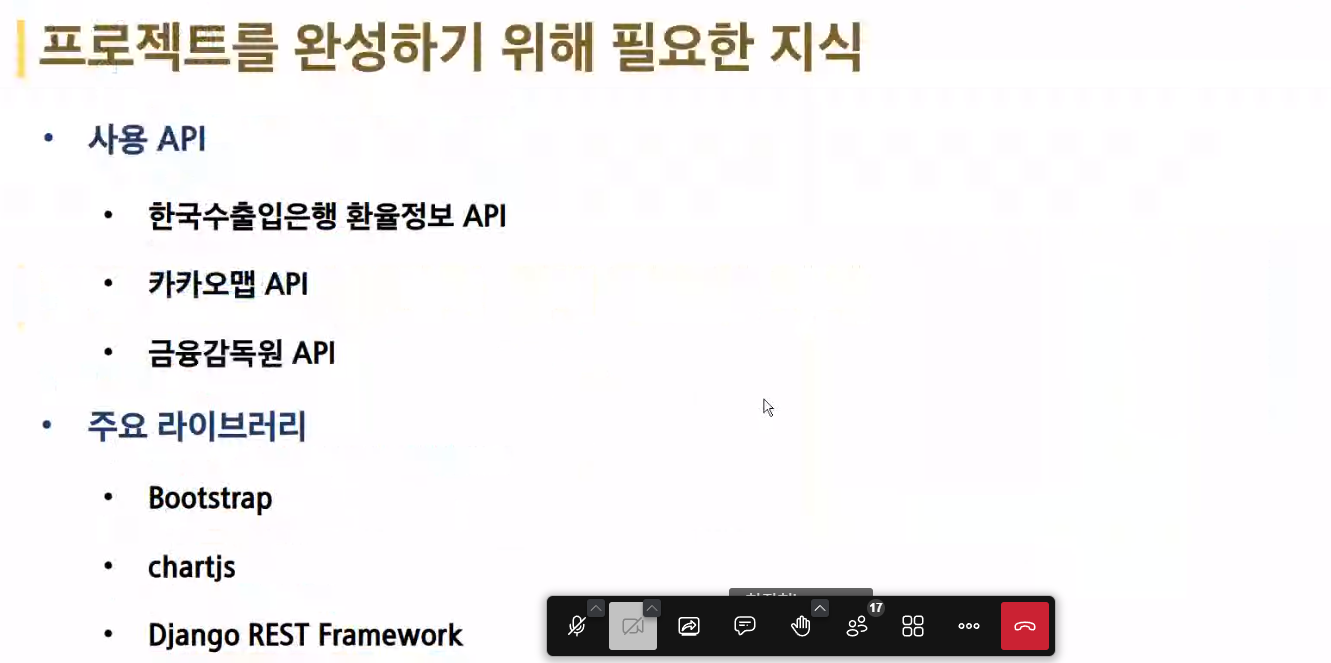 프로젝트를 완성하기 위해 필요한 지식
• 사용 API
• 한국수출입은행 환율정보 API
• 카카오맵 API
• 금융감독원 API
• 주요 라이브러리
• Bootstrap
• chartjs
• Django REST Framework
17